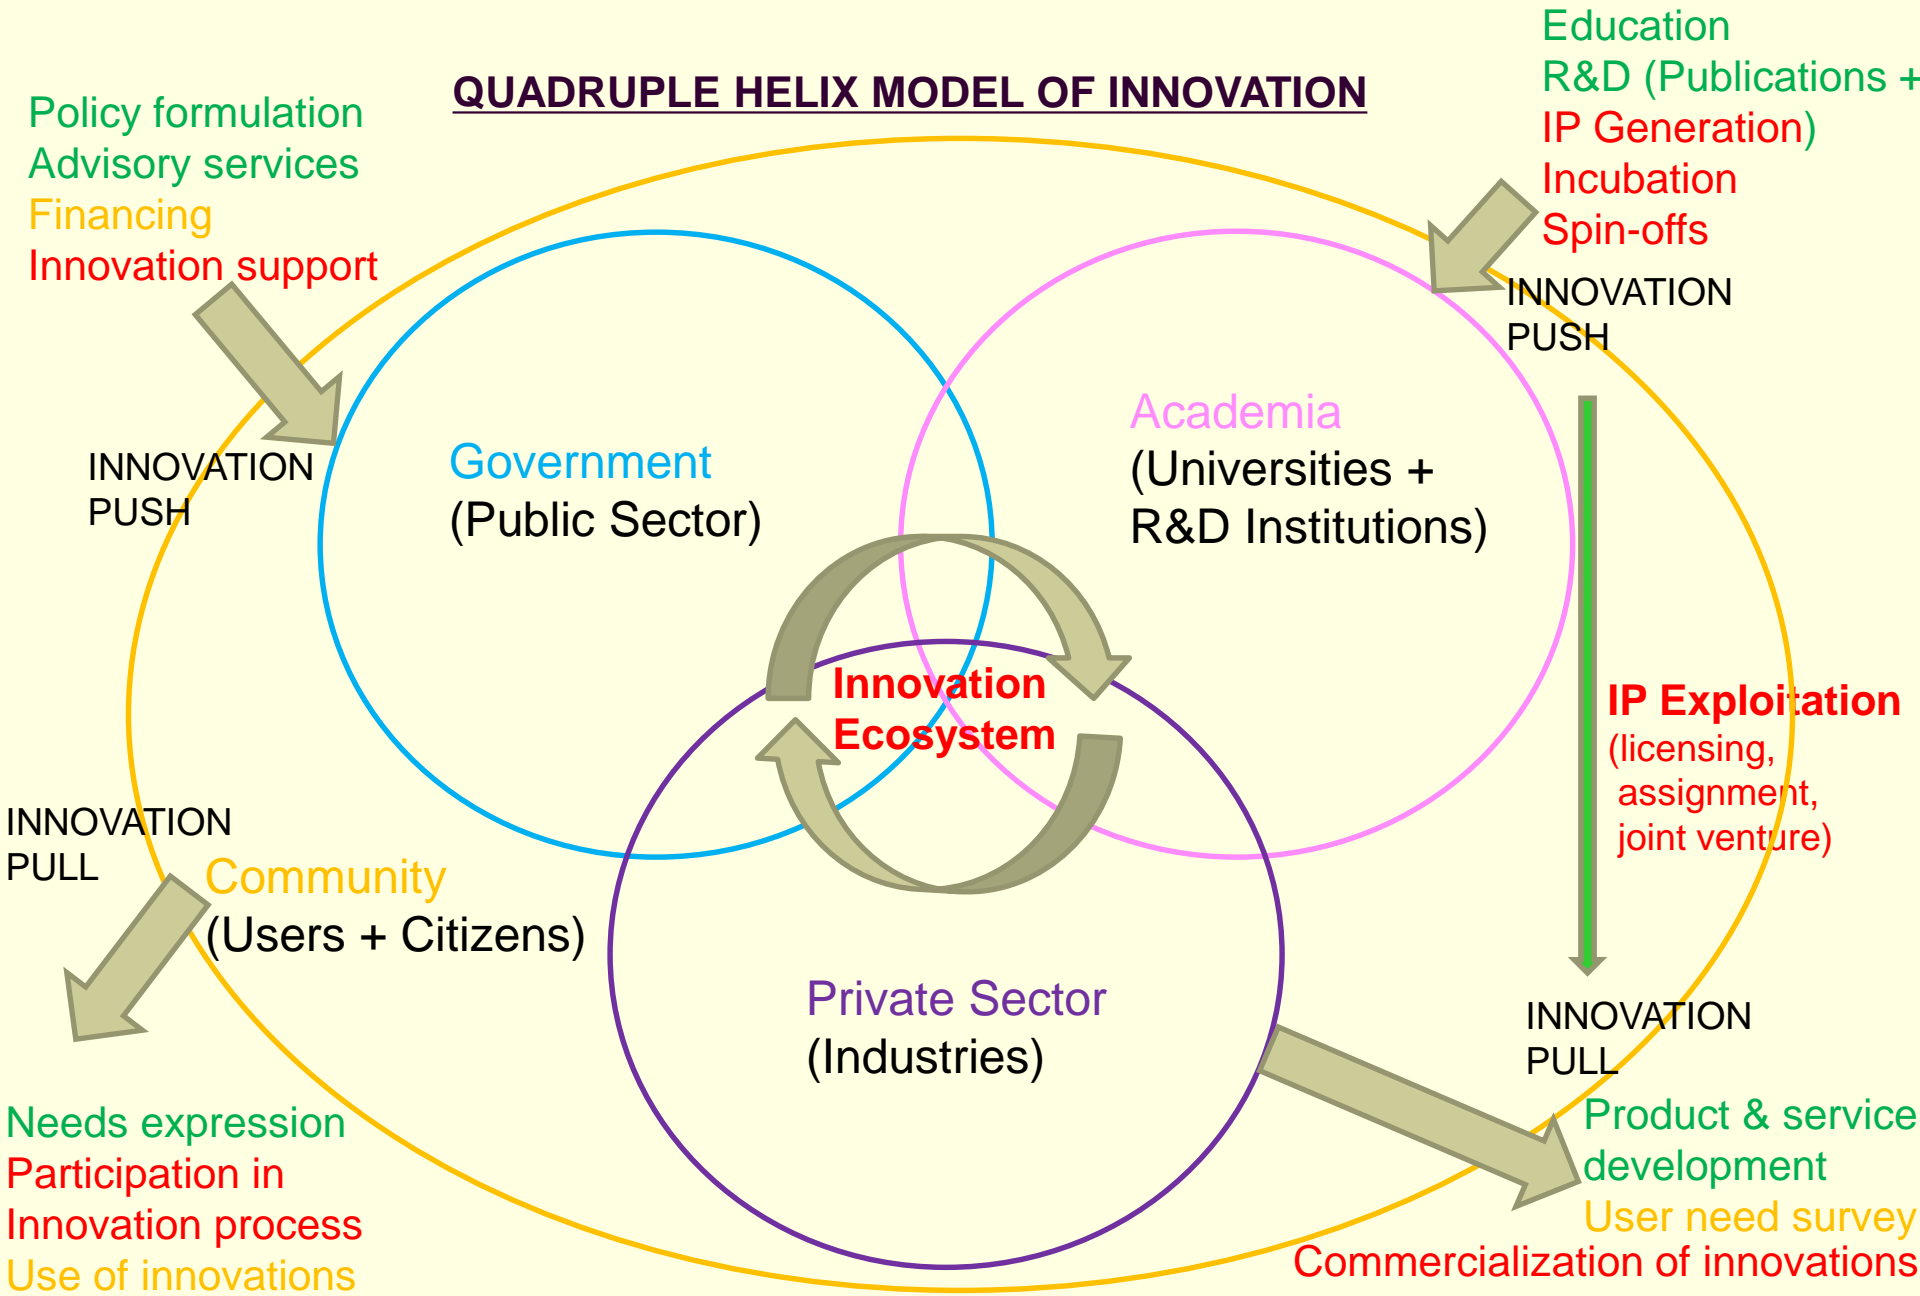 QUADRUPLE HELIX MODEL OF INNOVATION
Policy formulation
Advisory services
Financing
Innovation support
INNOVATION
PUSH
Education
R&D (Publications +
IP Generation)
Incubation
Spin-offs
INNOVATION
PUSH
Government
(Public Sector)
Academia
(Universities +
R&D Institutions)
Innovation
Ecosystem
IP Exploitation
(licensing,
assignment,
joint venture)
INNOVATION
PULL
Community
(Users + Citizens)
Private Sector
(Industries)
INNOVATION
PULL
Needs expression
Participation in
Innovation process
Use of innovations
Product & service
development
User need survey
Commercialization of innovations